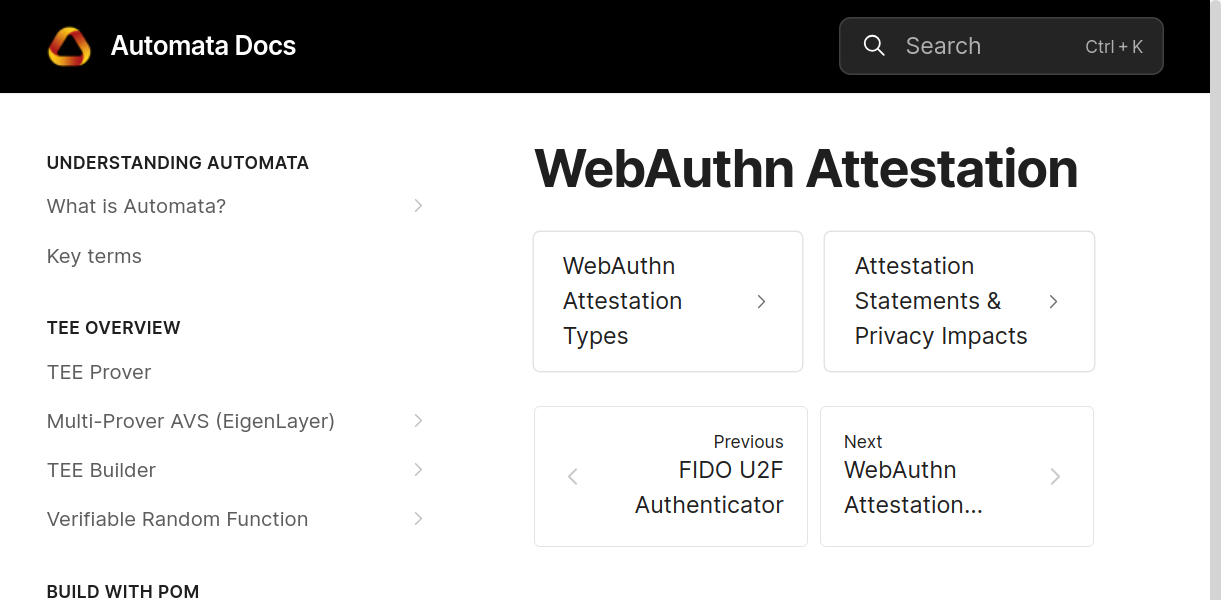 Automata Docs
Search
Ctrl + K
UNDERSTANDING AUTOMATA
What is Automata?
Key terms
TEE OVERVIEW
TEE Prover
Multi-Prover AVS (EigenLayer)
TEE Builder
Verifiable Random Function
BUILD WITH POM
WebAuthn Attestation
WebAuthn
Attestation
Types
Attestation
Statements &
Privacy Impacts
Previous
FIDO U2F
Authenticator
Next
WebAuthn
Attestation...